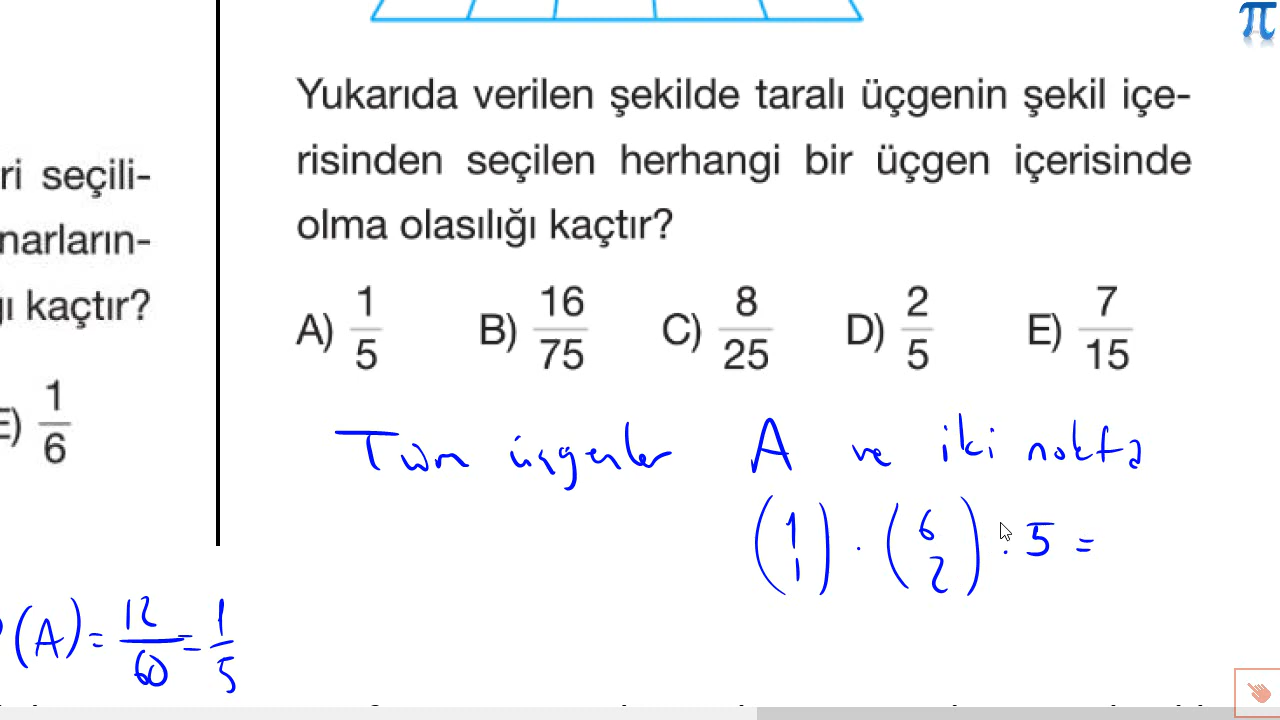 π
Yukarıda verilen şekilde taralı üçgenin şekil içe-
risinden seçilen herhangi bir üçgen içerisinde
olma olasılığı kaçtır?
A) 1/5 B) 16/75 C) 8/25 D) 2/5 E) 7/15
Tüm üçgenler A ve iki nokta
(1 1) . (6 2) . 5 =
ri seçili-
narların-
ğı kaçtır?
E) 1/6
(A) = 12/60 = 1/5